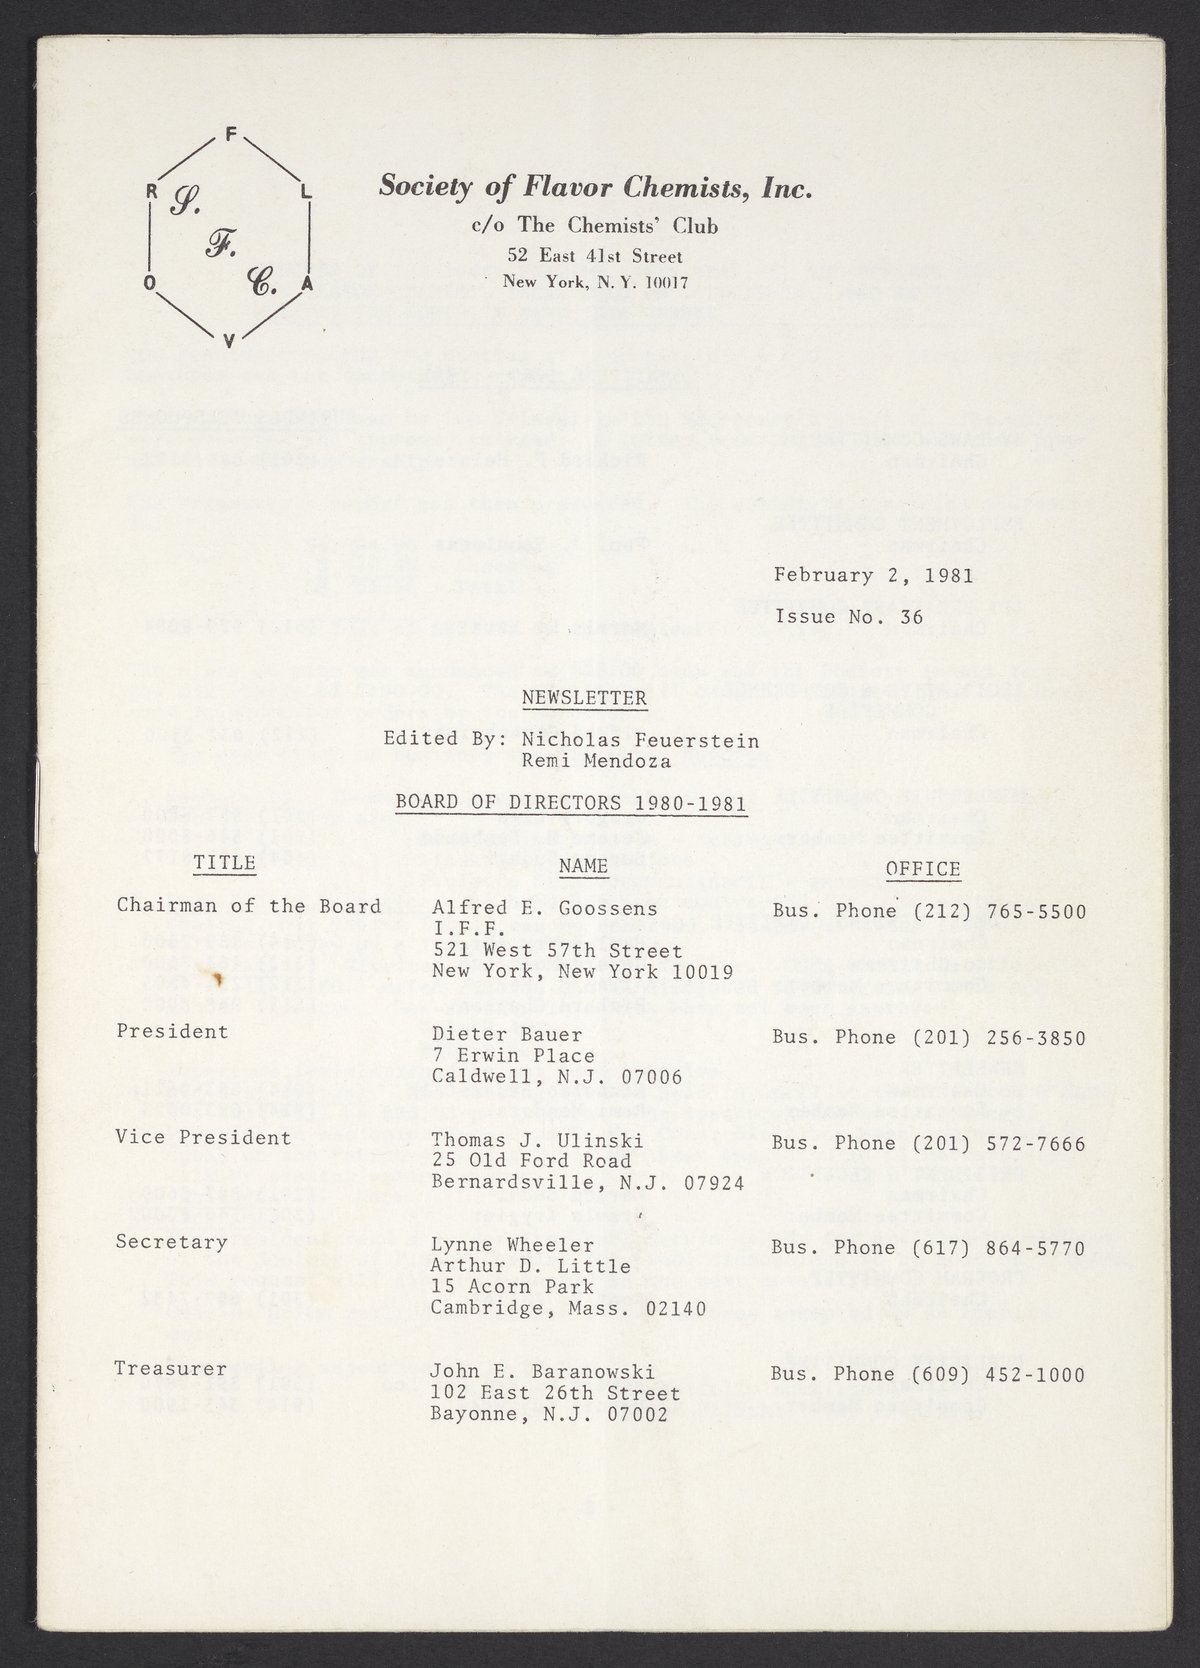 F
R L
S.
F.
C.
O A
V
Society of Flavor Chemists, Inc.
c/o The Chemists' Club
52 East 41st Street
New York, N. Y. 10017
February 2, 1981
Issue No. 36
NEWSLETTER
Edited By: Nicholas Feuerstein
Remi Mendoza
BOARD OF DIRECTORS 1980-1981
TITLE NAME OFFICE
Chairman of the Board Alfred E. Goossens Bus. Phone (212) 765-5500
I.F.F.
521 West 57th Street
New York, New York 10019
President Dieter Bauer Bus. Phone (201) 256-3850
7 Erwin Place
Caldwell, N.J. 07006
Vice President Thomas J. Ulinski Bus. Phone (201) 572-7666
25 Old Ford Road
Bernardsville, N.J. 07924
Secretary Lynne Wheeler Bus. Phone (617) 864-5770
Arthur D. Little
15 Acorn Park
Cambridge, Mass. 02140
Treasurer John E. Baranowski Bus. Phone (609) 452-1000
102 East 26th Street
Bayonne, N.J. 07002